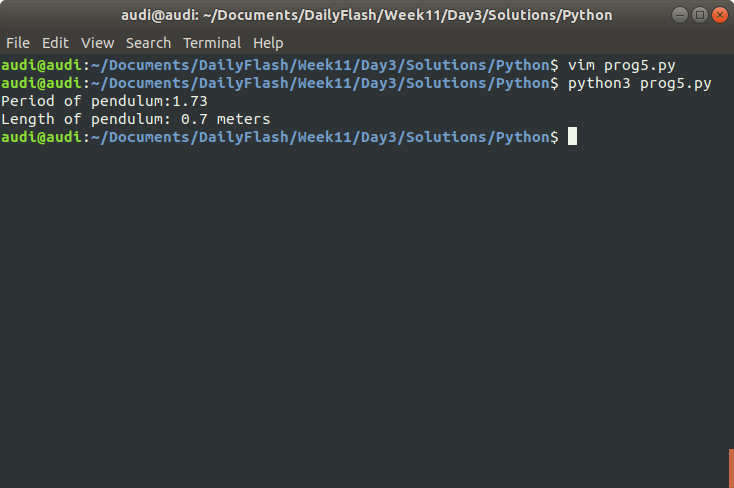 audi@audi: ~/Documents/DailyFlash/Week11/Day3/Solutions/Python
File Edit View Search Terminal Help
audi@audi:~/Documents/DailyFlash/Week11/Day3/Solutions/Python$ vim prog5.py
audi@audi:~/Documents/DailyFlash/Week11/Day3/Solutions/Python$ python3 prog5.py
Period of pendulum:1.73
Length of pendulum: 0.7 meters
audi@audi:~/Documents/DailyFlash/Week11/Day3/Solutions/Python$